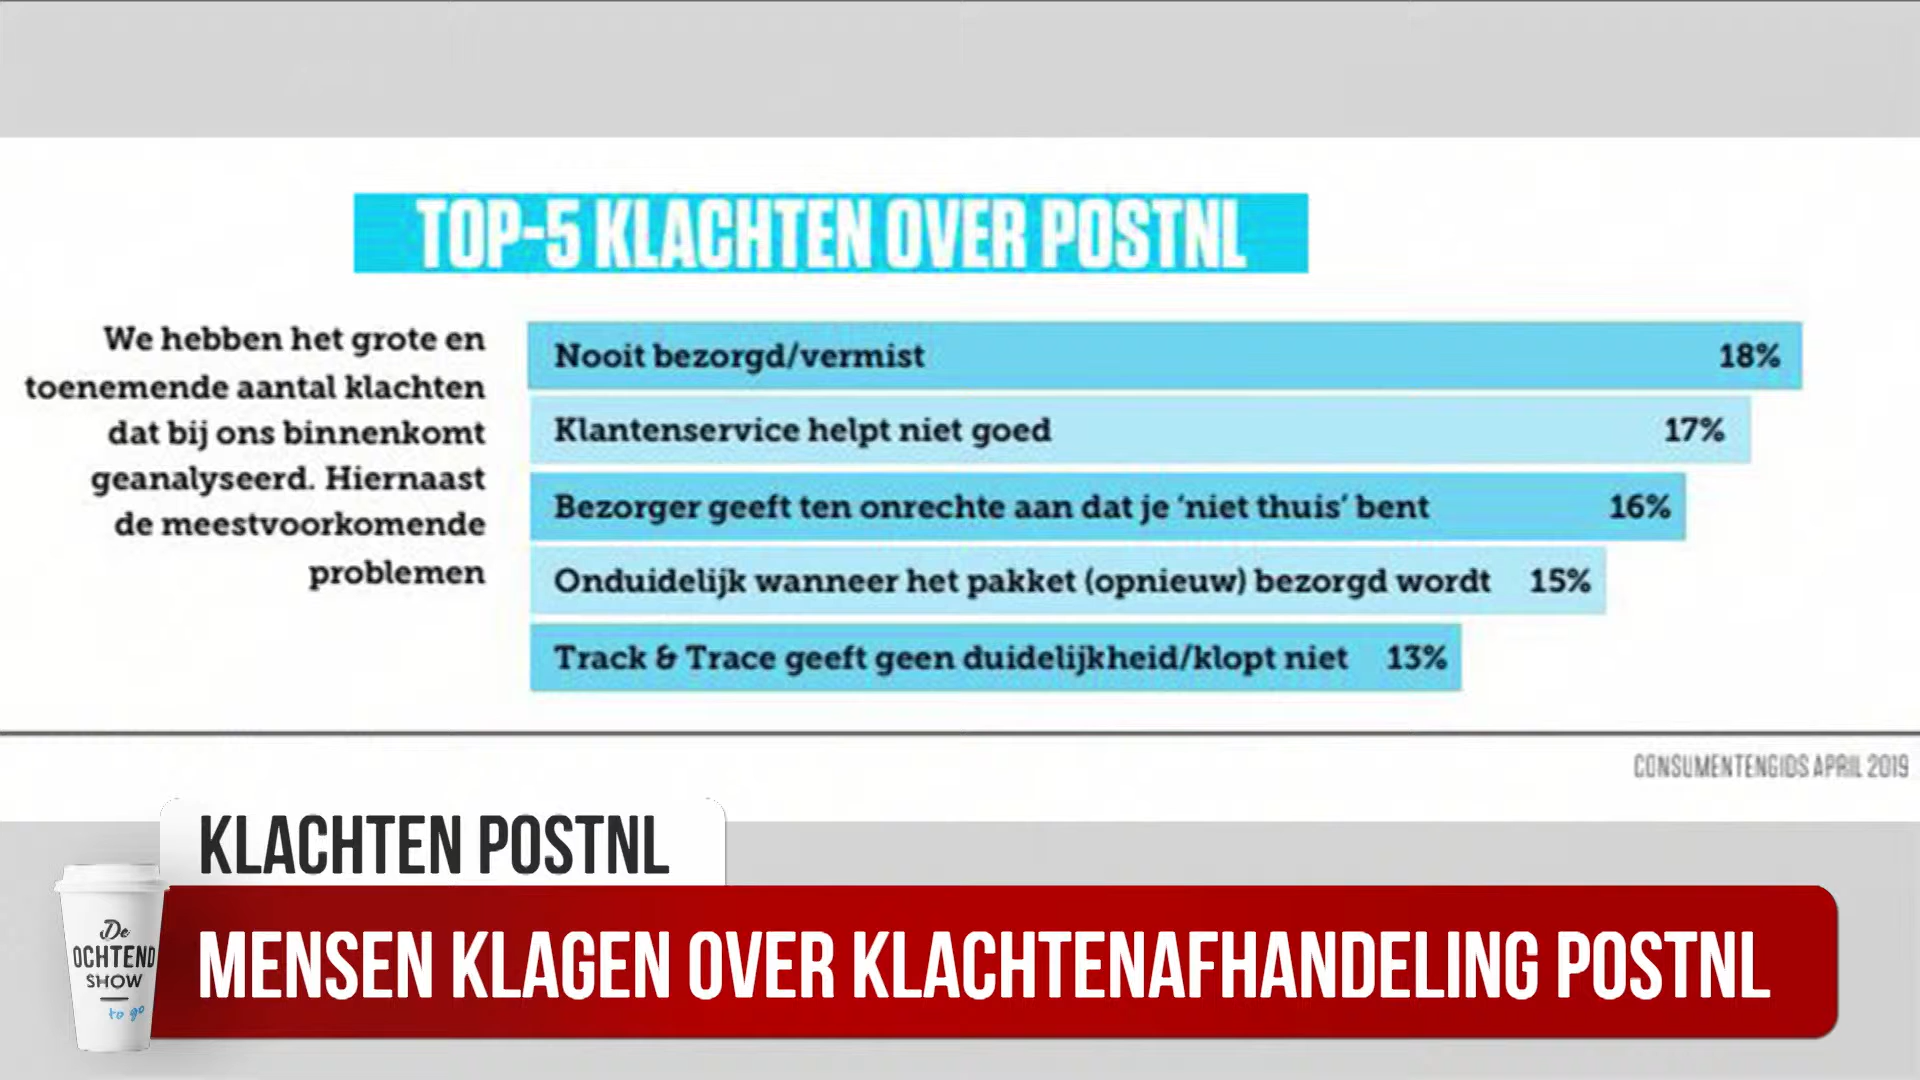 TOP-5 KLACHTEN OVER POSTNL
We hebben het grote en
toenemende aantal klachten
dat bij ons binnenkomt
geanalyseerd. Hiernaast
de meestvoorkomende
problemen
Nooit bezorgd/vermist 18%
Klantenservice helpt niet goed 17%
Bezorger geeft ten onrechte aan dat je ‘niet thuis’ bent 16%
Onduidelijk wanneer het pakket (opnieuw) bezorgd wordt 15%
Track & Trace geeft geen duidelijkheid/klopt niet 13%
CONSUMENTENGIDS APRIL 2019
KLACHTEN POSTNL
MENSEN KLAGEN OVER KLACHTENAFHANDELING POSTNL
De
OCHTEND
SHOW
to go